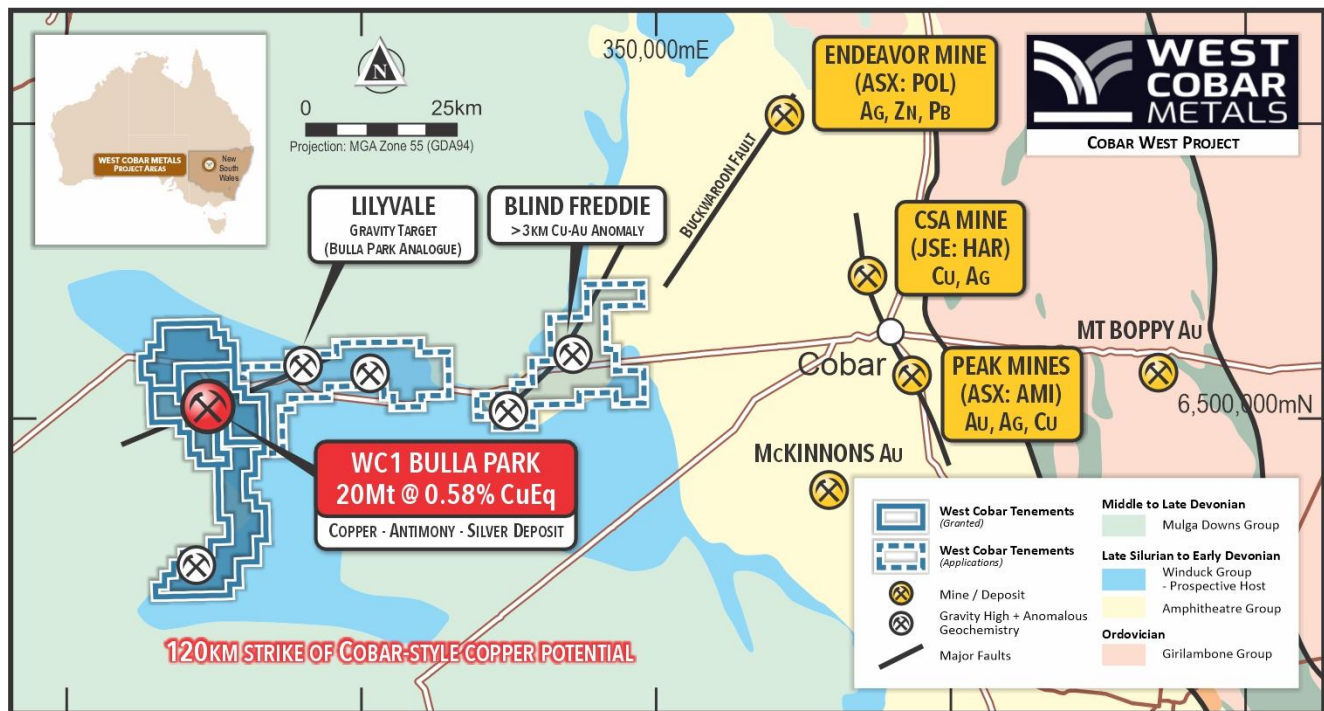 350,000mE
N
0 25km
Projection: MGA Zone 55 (GDA94)
WEST COBAR METALS
PROJECT AREAS
New
South
Wales
ENDEAVOR MINE
(ASX: POL)
AG, ZN, PB
WEST
COBAR
METALS
COBAR WEST PROJECT
BUCKWAROON FAULT
LILYVALE
GRAVITY TARGET
(BULLA PARK ANALOGUE)
BLIND FREDDIE
>3KM CU-AU ANOMALY
CSA MINE
(JSE: HAR)
CU, AG
MT BOPPY AU
Cobar
PEAK MINES
(ASX: AMI)
AU, AG, CU
6,500,000mN
WC1 BULLA PARK
20Mt @ 0.58% CuEq
COPPER - ANTIMONY - SILVER DEPOSIT
McKINNONS AU
120KM STRIKE OF COBAR-STYLE COPPER POTENTIAL
West Cobar Tenements
(Granted)
West Cobar Tenements
(Applications)
Mine / Deposit
Gravity High + Anomalous
Geochemistry
Major Faults
Middle to Late Devonian
Mulga Downs Group
Late Silurian to Early Devonian
Winduck Group
- Prospective Host
Amphitheatre Group
Ordovician
Girilambone Group